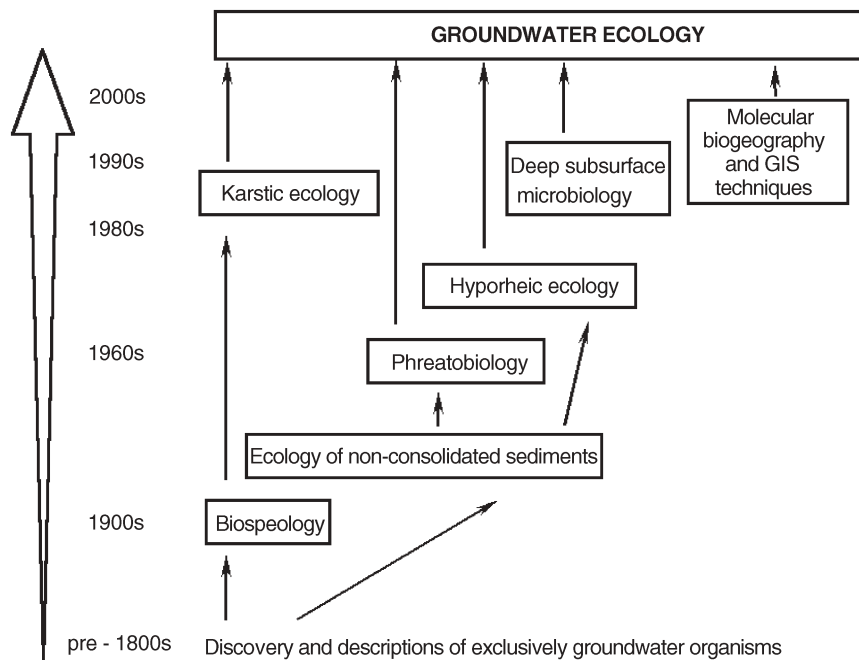 GROUNDWATER ECOLOGY
2000s
Molecular
biogeography
and GIS
techniques
1990s
Deep subsurface
microbiology
Karstic ecology
1980s
Hyporheic ecology
1960s
Phreatobiology
Ecology of non-consolidated sediments
1900s
Biospeology
pre - 1800s
Discovery and descriptions of exclusively groundwater organisms